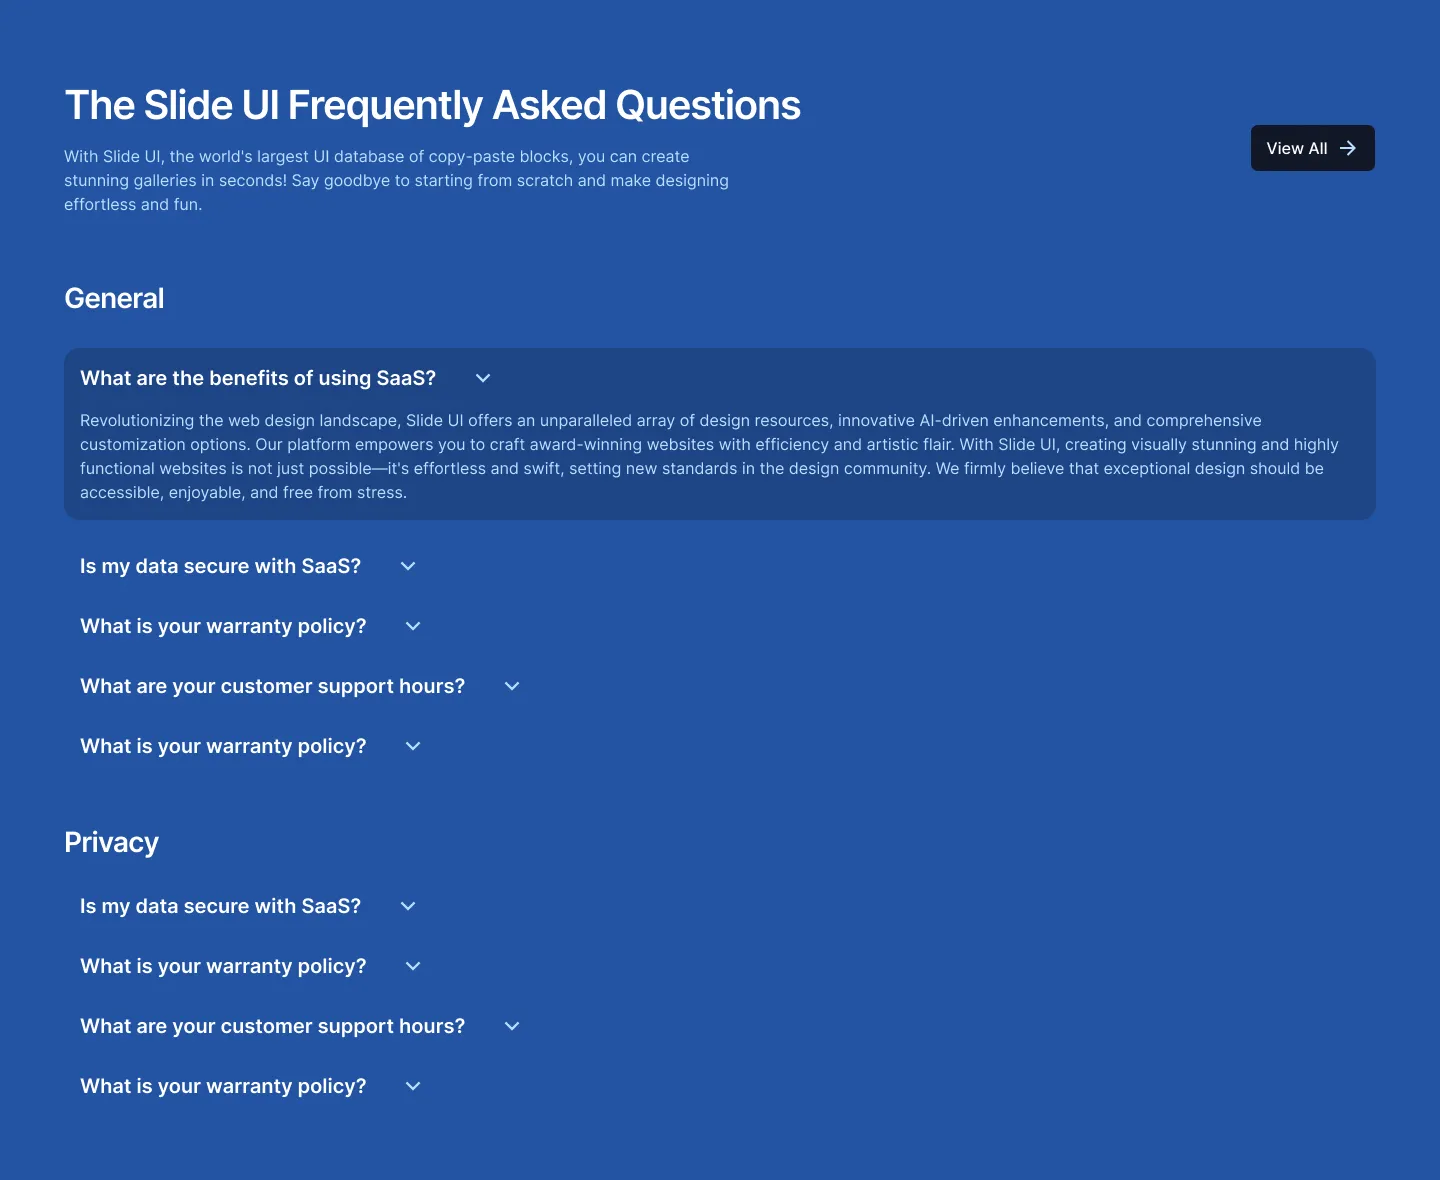 The Slide UI Frequently Asked Questions
With Slide UI, the world's largest UI database of copy-paste blocks, you can create
stunning galleries in seconds! Say goodbye to starting from scratch and make designing
effortless and fun.
View All
General
What are the benefits of using SaaS?
Revolutionizing the web design landscape, Slide UI offers an unparalleled array of design resources, innovative AI-driven enhancements, and comprehensive
customization options. Our platform empowers you to craft award-winning websites with efficiency and artistic flair. With Slide UI, creating visually stunning and highly
functional websites is not just possible—it's effortless and swift, setting new standards in the design community. We firmly believe that exceptional design should be
accessible, enjoyable, and free from stress.
Is my data secure with SaaS?
What is your warranty policy?
What are your customer support hours?
What is your warranty policy?
Privacy
Is my data secure with SaaS?
What is your warranty policy?
What are your customer support hours?
What is your warranty policy?